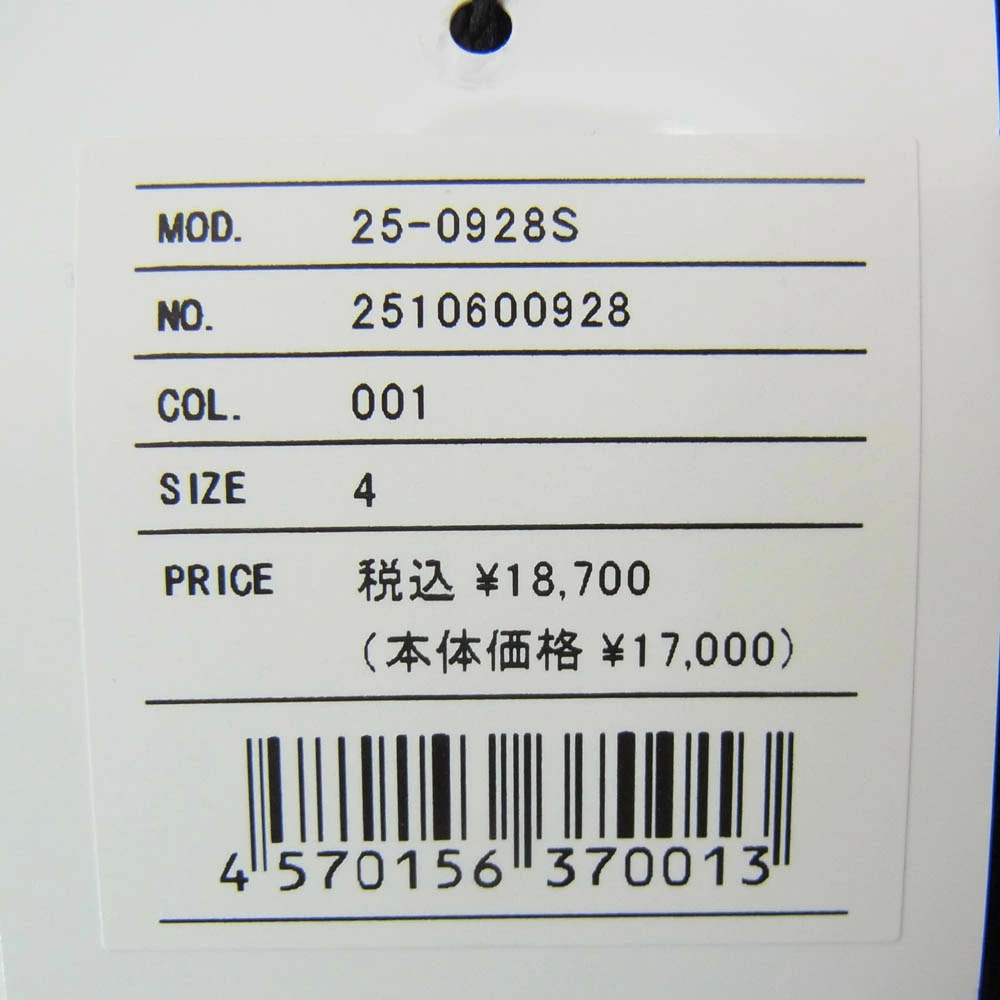 MOD. 25-0928S
NO. 2510600928
COL. 001
SIZE 4
PRICE 税込 ¥18,700
(本体価格 ¥17,000)
4 570156 370013